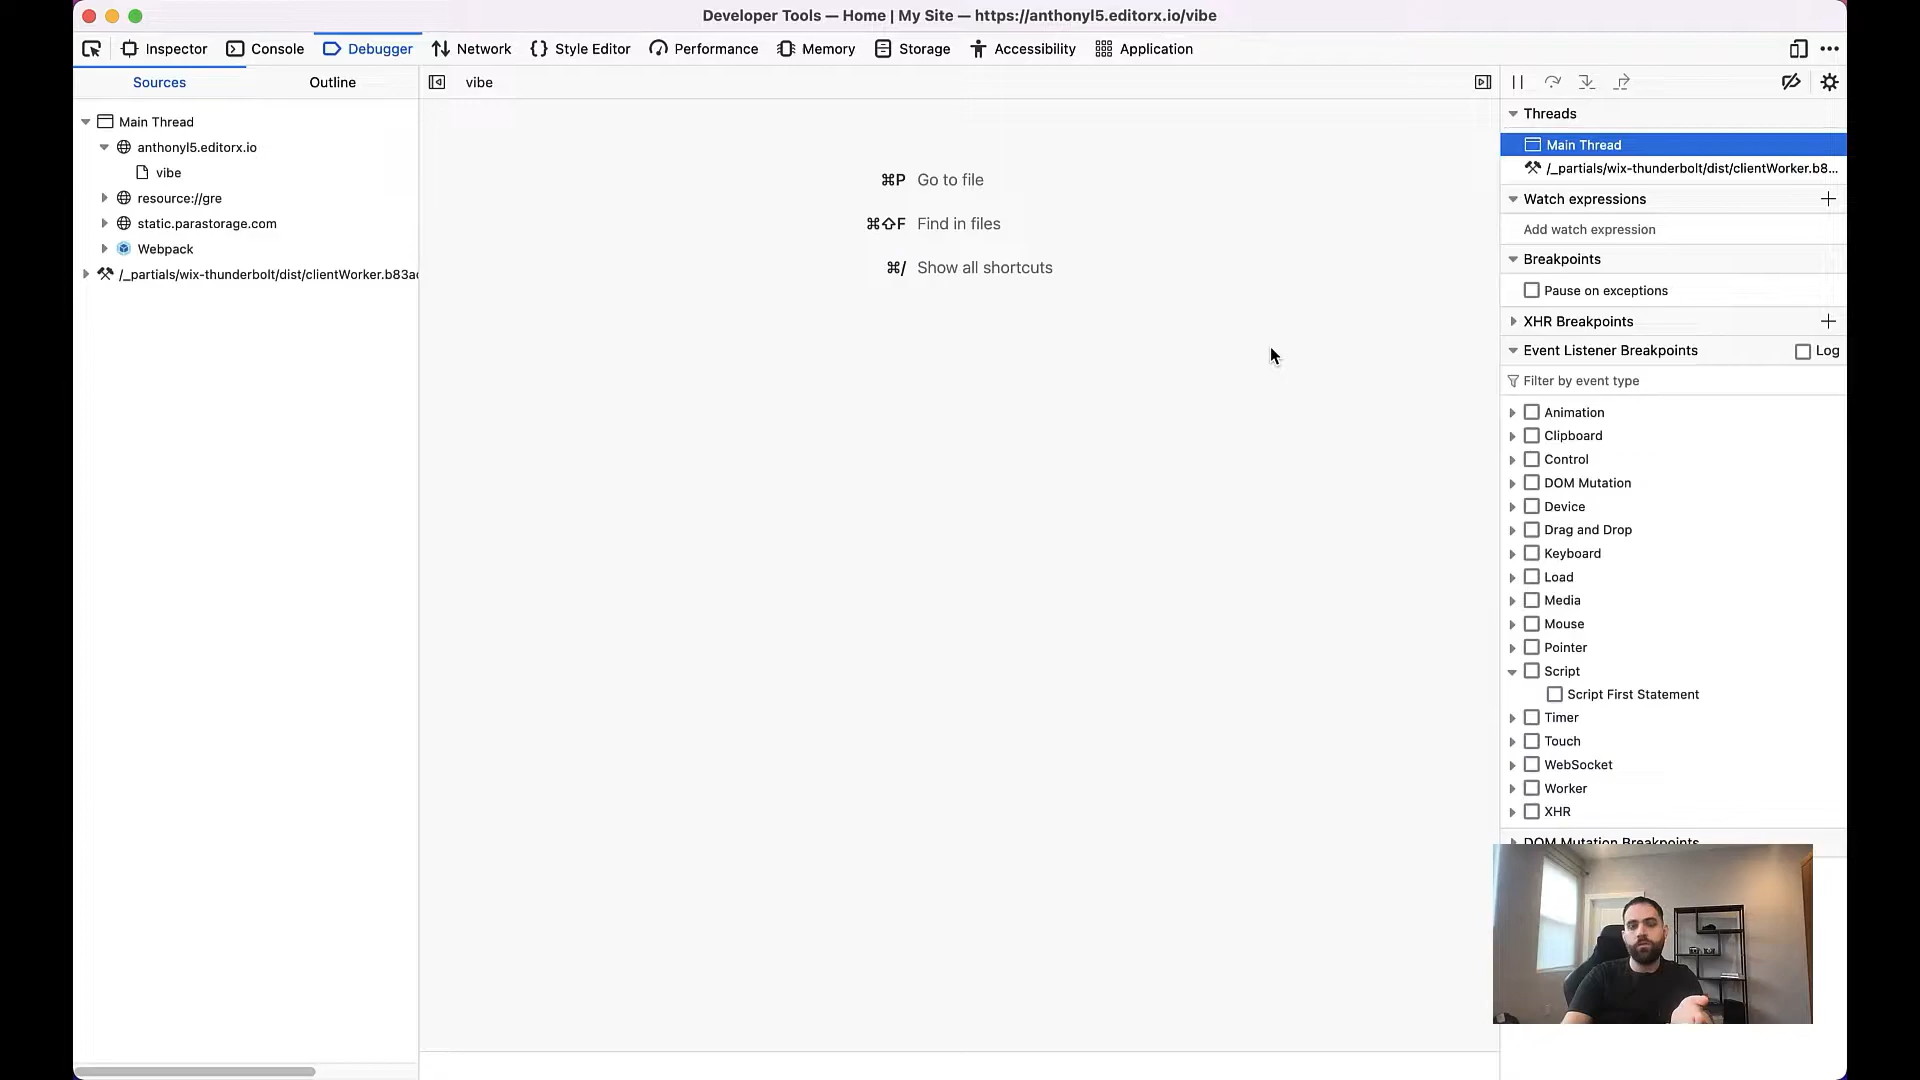 Developer Tools — Home | My Site — https://anthonyl5.editorx.io/vibe
Inspector Console Debugger Network Style Editor Performance Memory Storage Accessibility Application
Sources Outline
Main Thread
anthonyl5.editorx.io
vibe
resource://gre
static.parastorage.com
Webpack
/_partials/wix-thunderbolt/dist/clientWorker.b83a
vibe
⌘P Go to file
⌘⇧F Find in files
⌘/ Show all shortcuts
Threads
Main Thread
/_partials/wix-thunderbolt/dist/clientWorker.b8...
Watch expressions
Add watch expression
Breakpoints
Pause on exceptions
XHR Breakpoints
Event Listener Breakpoints Log
Filter by event type
Animation
Clipboard
Control
DOM Mutation
Device
Drag and Drop
Keyboard
Load
Media
Mouse
Pointer
Script
Script First Statement
Timer
Touch
WebSocket
Worker
XHR
DOM Mutation Breakpoints